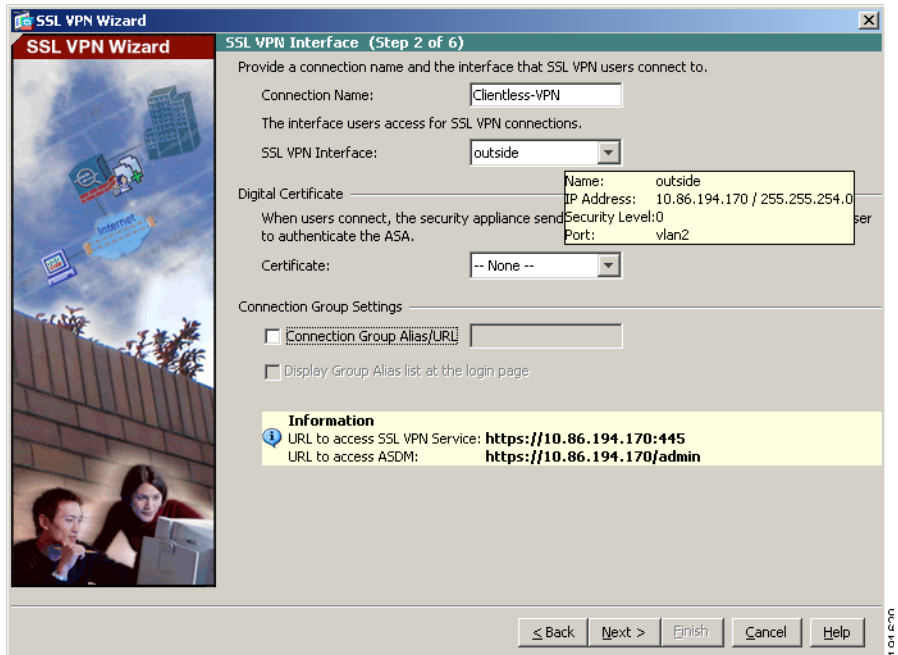 SSL VPN Wizard
SSL VPN Wizard
SSL VPN Interface (Step 2 of 6)
Provide a connection name and the interface that SSL VPN users connect to.
Connection Name: Clientless-VPN
The interface users access for SSL VPN connections.
SSL VPN Interface: outside
Name: outside
IP Address: 10.86.194.170 / 255.255.254.0
Security Level:0
Port: vlan2
Digital Certificate
When users connect, the security appliance send
to authenticate the ASA.
Certificate: -- None --
Connection Group Settings
Connection Group Alias/URL
Display Group Alias list at the login page
Information
URL to access SSL VPN Service: https://10.86.194.170:445
URL to access ASDM: https://10.86.194.170/admin
Internet
< Back
Next >
Finish
Cancel
Help